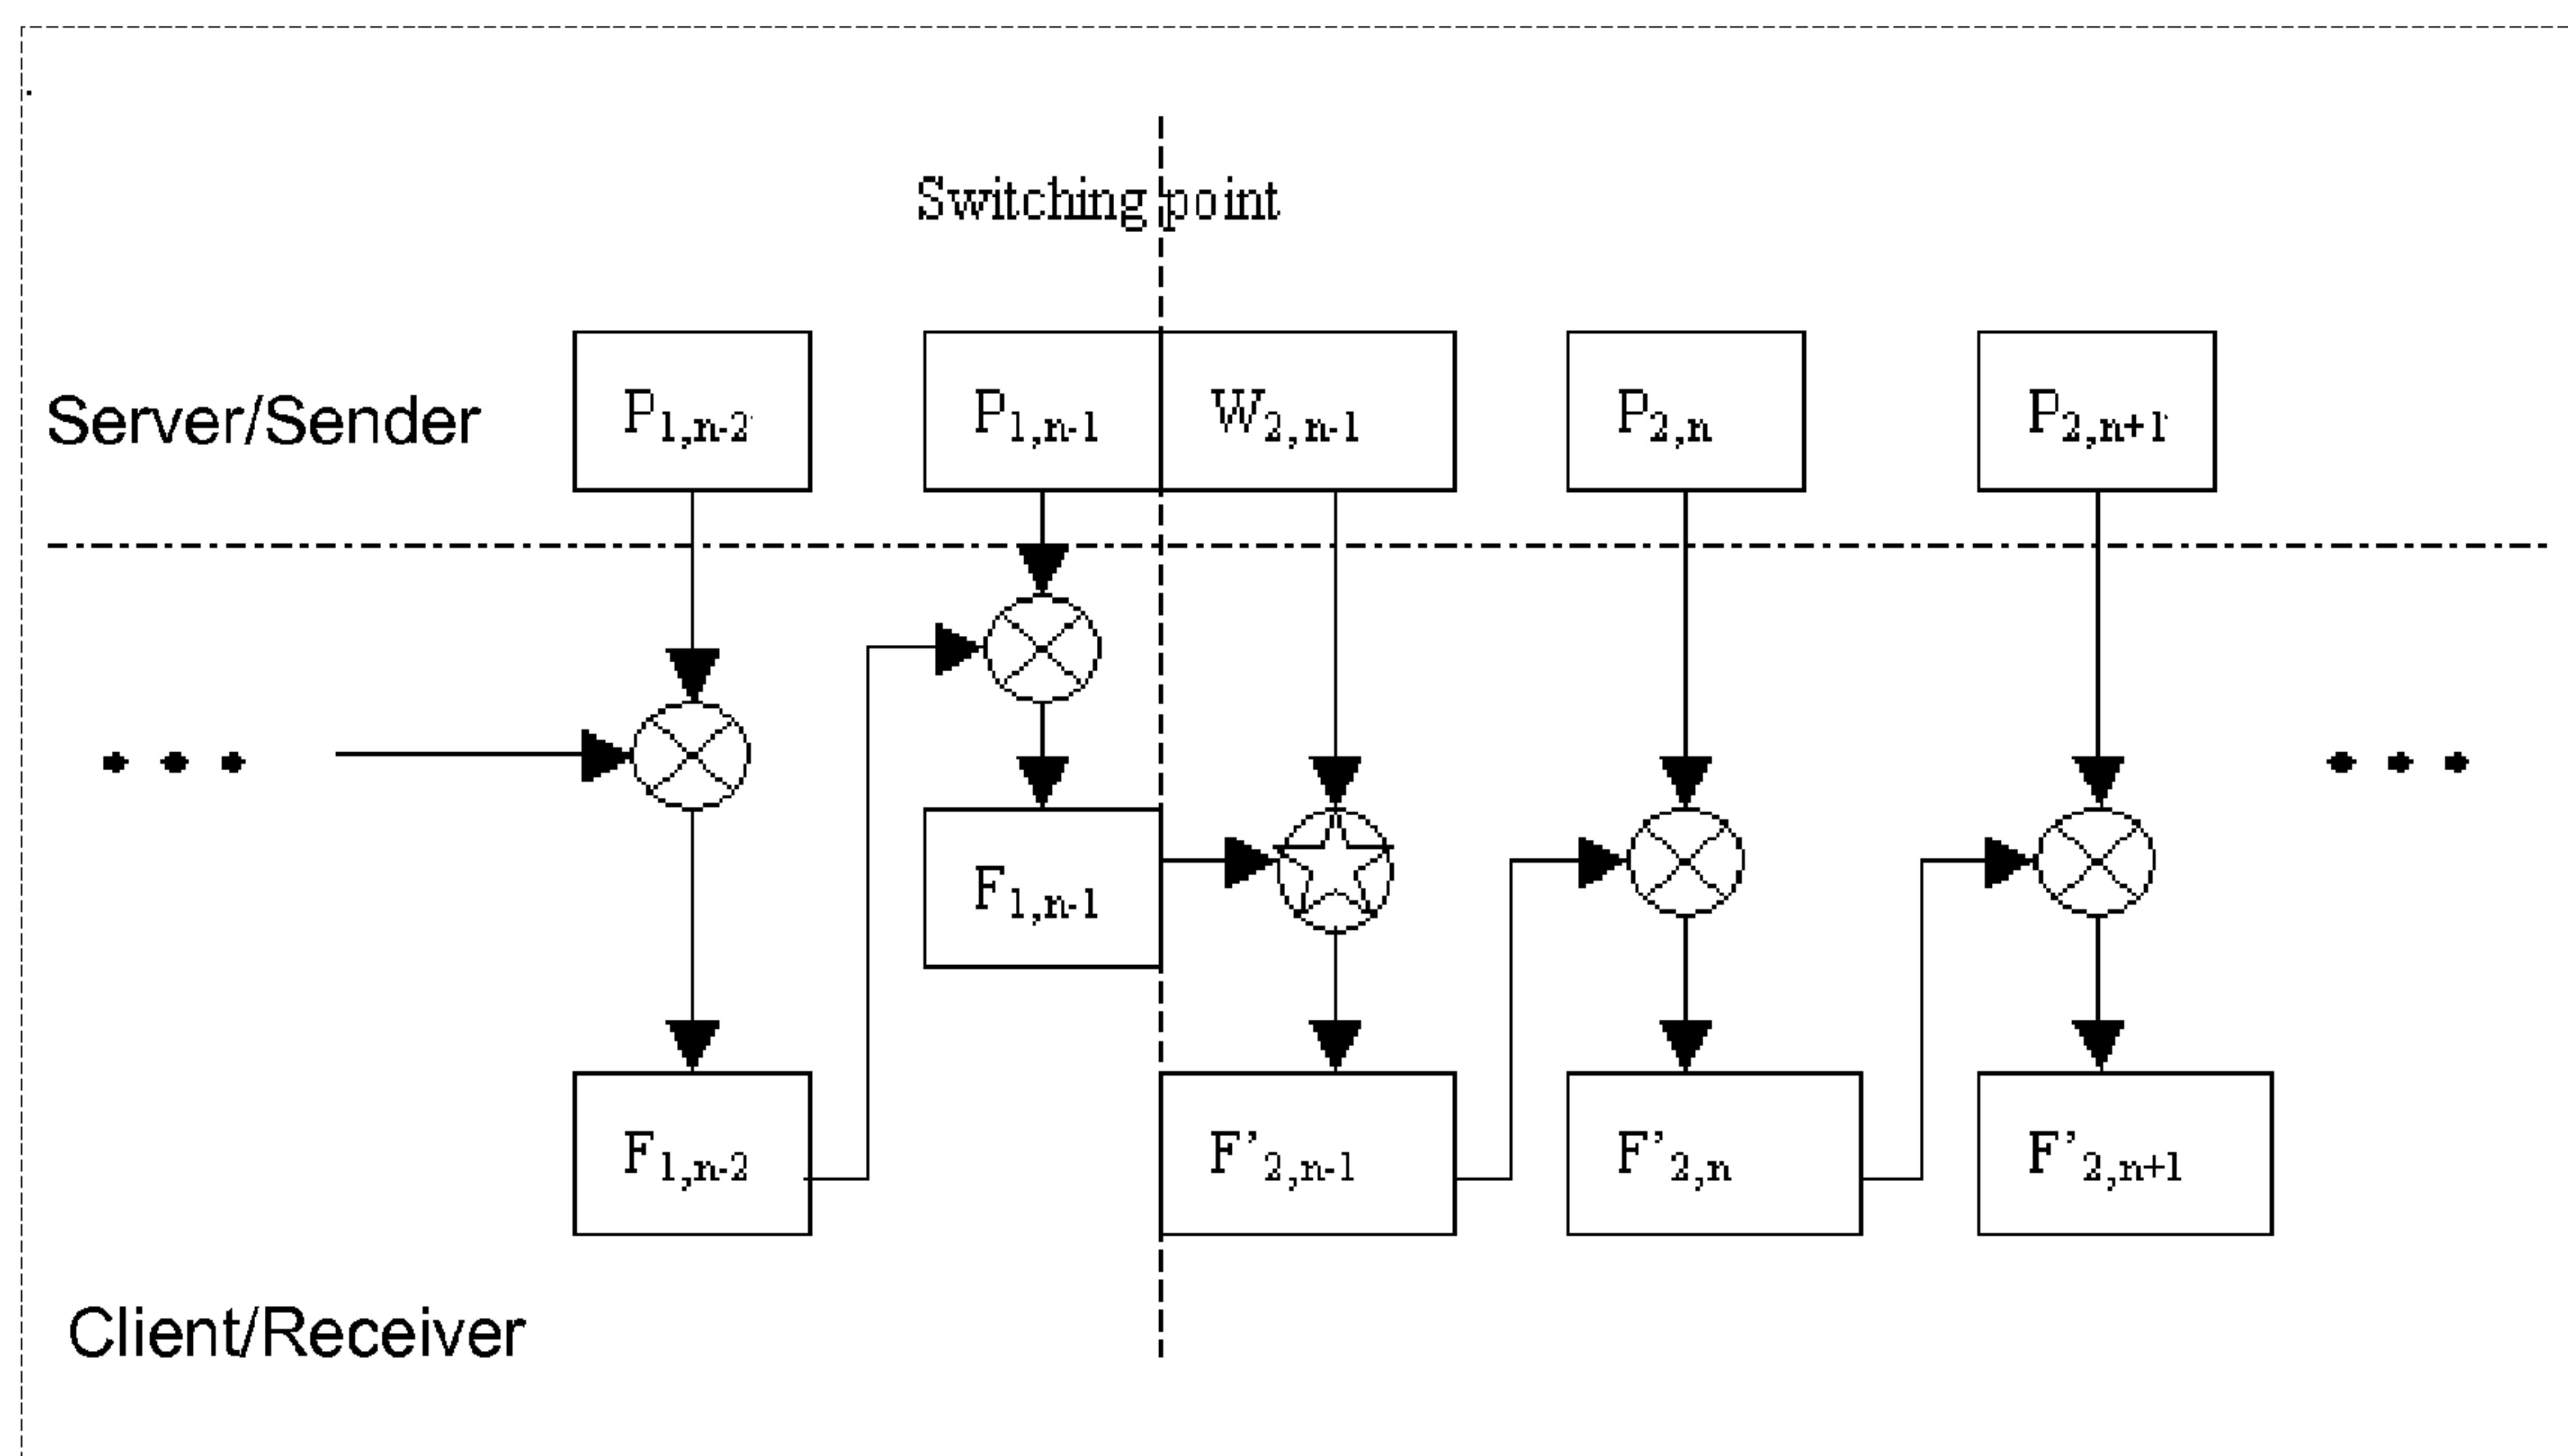 Switching point
Server/Sender
P1,n-2 P1,n-1 W2,n-1 P2,n P2,n+1
F1,n-1
F1,n-2 F’2,n-1 F’2,n F’2,n+1
Client/Receiver